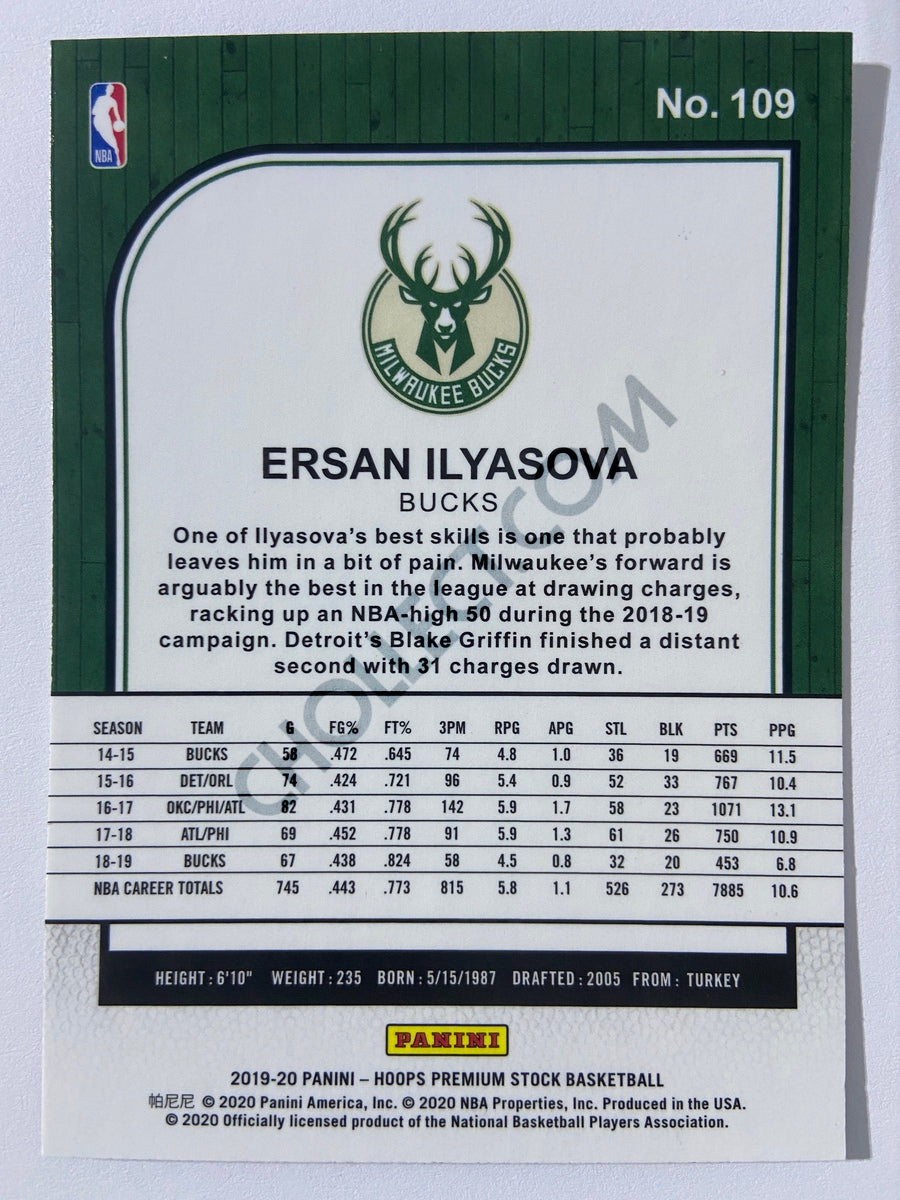 No. 109
NBA
MILWAUKEE BUCKS
ERSAN ILYASOVA
BUCKS
One of Ilyasova's best skills is one that probably
leaves him in a bit of pain. Milwaukee's forward is
arguably the best in the league at drawing charges,
racking up an NBA-high 50 during the 2018-19
campaign. Detroit's Blake Griffin finished a distant
second with 31 charges drawn.
CHOLLECT.COM
SEASON TEAM G FG% FT% 3PM RPG APG STL BLK PTS PPG
14-15 BUCKS 58 .472 .645 74 4.8 1.0 36 19 669 11.5
15-16 DET/ORL 74 .424 .721 96 5.4 0.9 52 33 767 10.4
16-17 OKC/PHI/ATL 82 .431 .778 142 5.9 1.7 58 23 1071 13.1
17-18 ATL/PHI 69 .452 .778 91 5.9 1.3 61 26 750 10.9
18-19 BUCKS 67 .438 .824 58 4.5 0.8 32 20 453 6.8
NBA CAREER TOTALS 745 .443 .773 815 5.8 1.1 526 273 7885 10.6
HEIGHT: 6'10" WEIGHT: 235 BORN: 5/15/1987 DRAFTED: 2005 FROM: TURKEY
PANINI
2019-20 PANINI – HOOPS PREMIUM STOCK BASKETBALL
帕尼尼 © 2020 Panini America, Inc. © 2020 NBA Properties, Inc. Produced in the USA.
© 2020 Officially licensed product of the National Basketball Players Association.